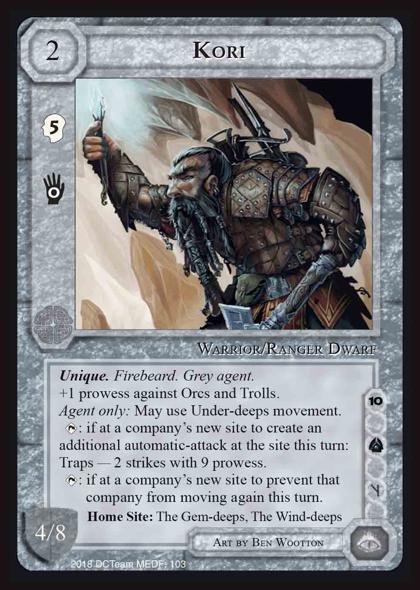 2
KORI
5
0
WARRIOR/RANGER DWARF
Unique. Firebeard. Grey agent.
+1 prowess against Orcs and Trolls.
Agent only: May use Under-deeps movement.
: if at a company's new site to create an
additional automatic-attack at the site this turn:
Traps — 2 strikes with 9 prowess.
: if at a company's new site to prevent that
company from moving again this turn.
Home Site: The Gem-deeps, The Wind-deeps
10
4/8
ART BY BEN WOOTTON
2018 DCTeam MEDF: 103